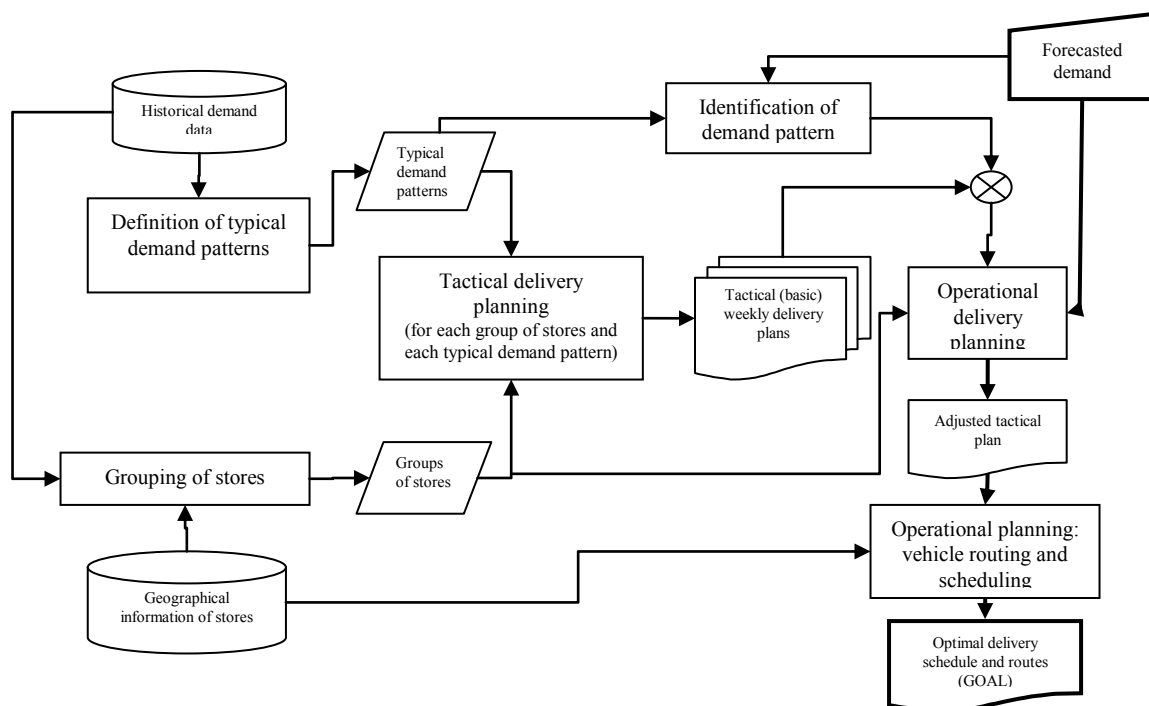 Forecasted
demand
Historical demand
data
Identification of
demand pattern
Typical
demand
patterns
Definition of typical
demand patterns
Tactical delivery
planning
(for each group of stores and
each typical demand pattern)
Tactical (basic)
weekly delivery
plans
Operational
delivery
planning
Adjusted tactical
plan
Grouping of stores
Groups
of stores
Operational planning:
vehicle routing and
scheduling
Geographical
information of stores
Optimal delivery
schedule and routes
(GOAL)